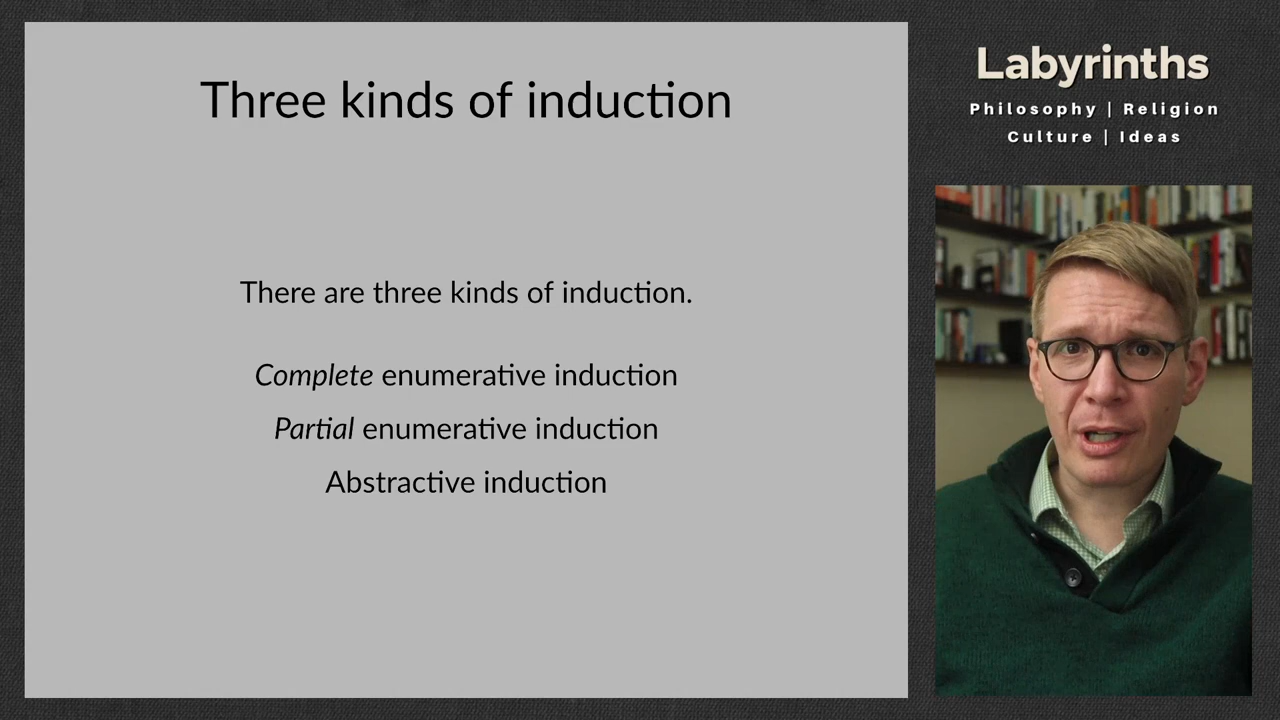 Three kinds of induction
There are three kinds of induction.
Complete enumerative induction
Partial enumerative induction
Abstractive induction
Labyrinths
Philosophy | Religion
Culture | Ideas